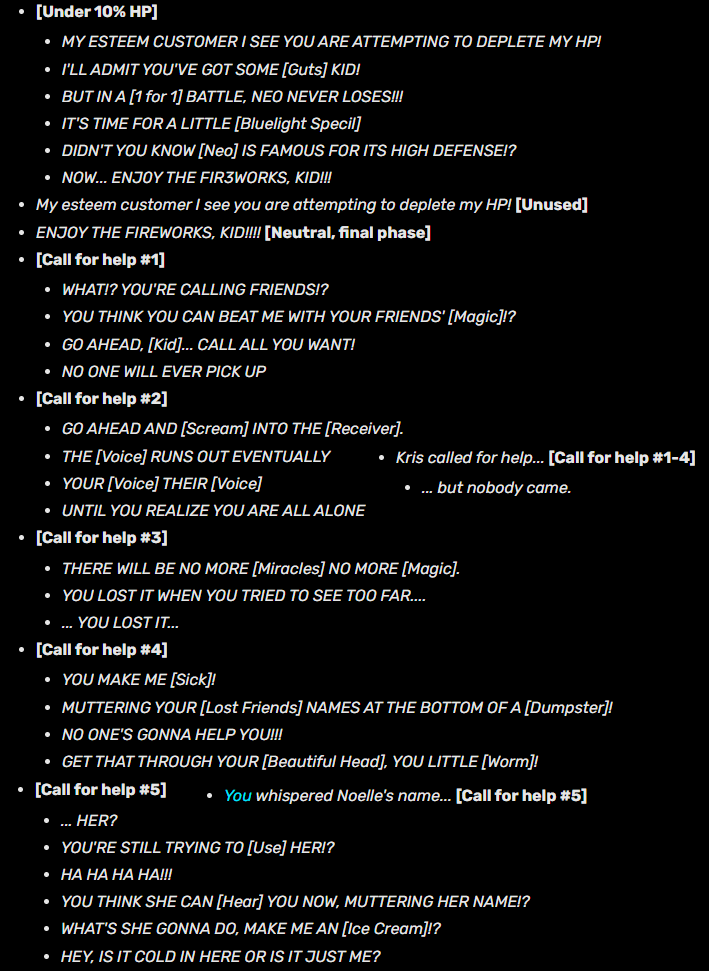 [Under 10% HP]
MY ESTEEM CUSTOMER I SEE YOU ARE ATTEMPTING TO DEPLETE MY HP!
I'LL ADMIT YOU'VE GOT SOME [Guts] KID!
BUT IN A [1 for 1] BATTLE, NEO NEVER LOSES!!!
IT'S TIME FOR A LITTLE [Bluelight Specil]
DIDN'T YOU KNOW [Neo] IS FAMOUS FOR ITS HIGH DEFENSE!?
NOW... ENJ0Y THE FIR3WORKS, KID!!!
My esteem customer I see you are attempting to deplete my HP! [Unused]
ENJOY THE FIREWORKS, KID!!!! [Neutral, final phase]
[Call for help #1]
WHAT!? YOU'RE CALLING FRIENDS!?
YOU THINK YOU CAN BEAT ME WITH YOUR FRIENDS' [Magic]!?
GO AHEAD, [Kid]... CALL ALL YOU WANT!
NO ONE WILL EVER PICK UP
[Call for help #2]
GO AHEAD AND [Scream] INTO THE [Receiver].
THE [Voice] RUNS OUT EVENTUALLY
YOUR [Voice] THEIR [Voice]
UNTIL YOU REALIZE YOU ARE ALL ALONE
Kris called for help... [Call for help #1-4]
... but nobody came.
[Call for help #3]
THERE WILL BE NO MORE [Miracles] NO MORE [Magic].
YOU LOST IT WHEN YOU TRIED TO SEE TOO FAR....
... YOU LOST IT...
[Call for help #4]
YOU MAKE ME [Sick]!
MUTTERING YOUR [Lost Friends] NAMES AT THE BOTTOM OF A [Dumpster]!
NO ONE'S GONNA HELP YOU!!!
GET THAT THROUGH YOUR [Beautiful Head], YOU LITTLE [Worm]!
[Call for help #5]
You whispered Noelle's name... [Call for help #5]
... HER?
YOU'RE STILL TRYING TO [Use] HER!?
HA HA HA HA!!!
YOU THINK SHE CAN [Hear] YOU NOW, MUTTERING HER NAME!?
WHAT'S SHE GONNA DO, MAKE ME AN [Ice Cream]!?
HEY, IS IT COLD IN HERE OR IS IT JUST ME?